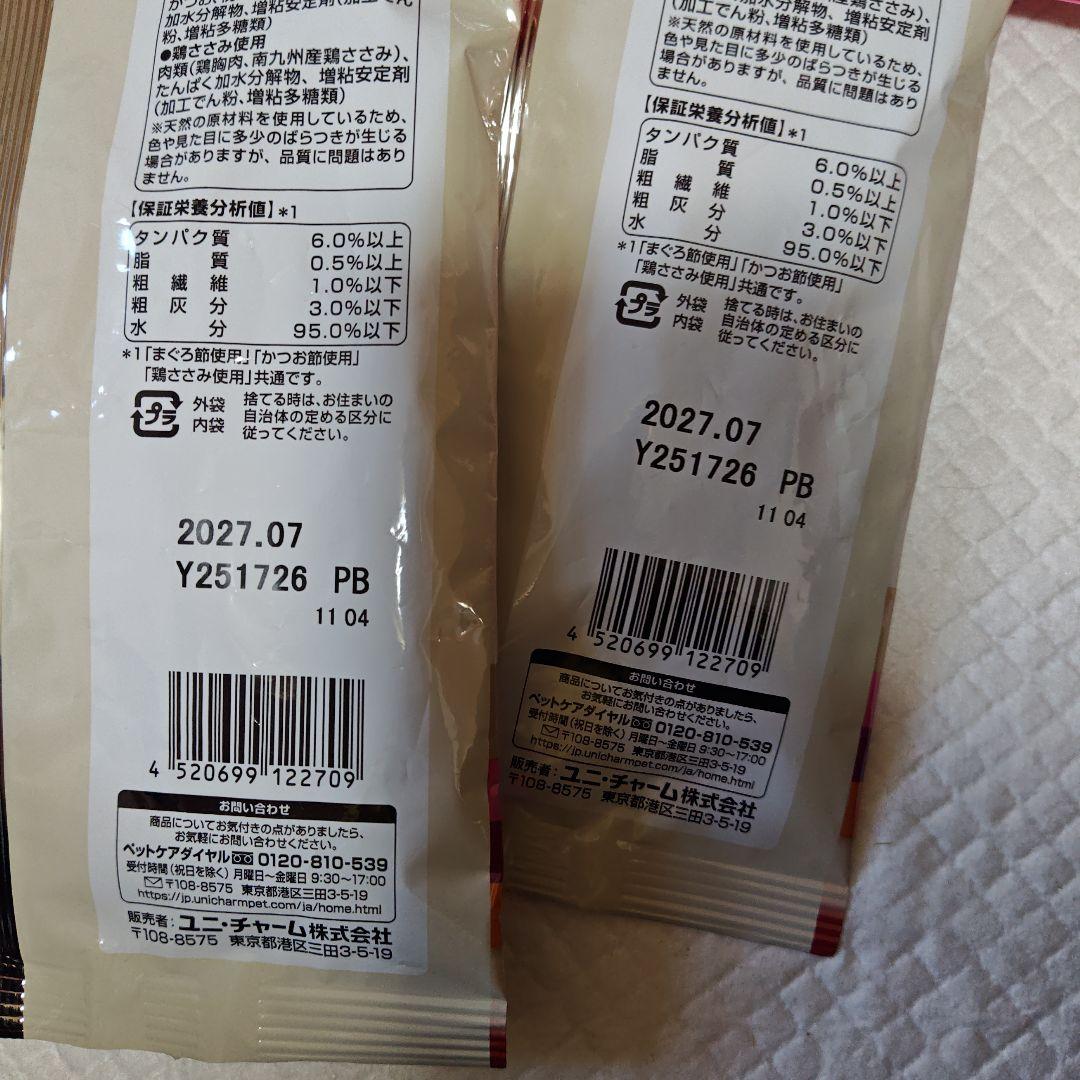 加水分解物、増粘安定剤(加工でん
粉、増粘多糖類)
●鶏ささみ使用
肉類(鶏胸肉、南九州産鶏ささみ)、
たんぱく加水分解物、増粘安定剤
(加工でん粉、増粘多糖類)
※天然の原材料を使用しているため、
色や見た目に多少のばらつきが生じる
場合がありますが、品質に問題はあり
ません。
【保証栄養分析値】*1
タンパク質 6.0%以上
脂質 0.5%以上
粗繊維 1.0%以下
粗灰分 3.0%以下
水分 95.0%以下
*1「まぐろ節使用」「かつお節使用」
「鶏ささみ使用」共通です。
プラ 外袋 内袋
捨てる時は、お住まいの
自治体の定める区分に
従ってください。
2027.07
Y251726 PB
11 04
4 520699 122709
お問い合わせ
商品についてお気付きの点がありましたら、
お気軽にお問い合わせください。
ペットケアダイヤル 0120-810-539
受付時間(祝日を除く) 月曜日~金曜日 9:30~17:00
〒108-8575 東京都港区三田3-5-19
https://jp.unicharmpet.com/ja/home.html
販売者:ユニ・チャーム株式会社
〒108-8575 東京都港区三田3-5-19
加水分解物、増粘安定剤
(加工でん粉、増粘多糖類)
※天然の原材料を使用しているため、
色や見た目に多少のばらつきが生じる
場合がありますが、品質に問題はあり
ません。
【保証栄養分析値】*1
タンパク質 6.0%以上
脂質 0.5%以上
粗繊維 1.0%以下
粗灰分 3.0%以下
水分 95.0%以下
*1「まぐろ節使用」「かつお節使用」
「鶏ささみ使用」共通です。
プラ 外袋 内袋
捨てる時は、お住まいの
自治体の定める区分に
従ってください。
2027.07
Y251726 PB
11 04
4 520699 122709
お問い合わせ
商品についてお気付きの点がありましたら、
お気軽にお問い合わせください。
ペットケアダイヤル 0120-810-539
受付時間(祝日を除く) 月曜日~金曜日 9:30~17:00
〒108-8575 東京都港区三田3-5-19
https://jp.unicharmpet.com/ja/home.html
販売者:ユニ・チャーム株式会社
〒108-8575 東京都港区三田3-5-19